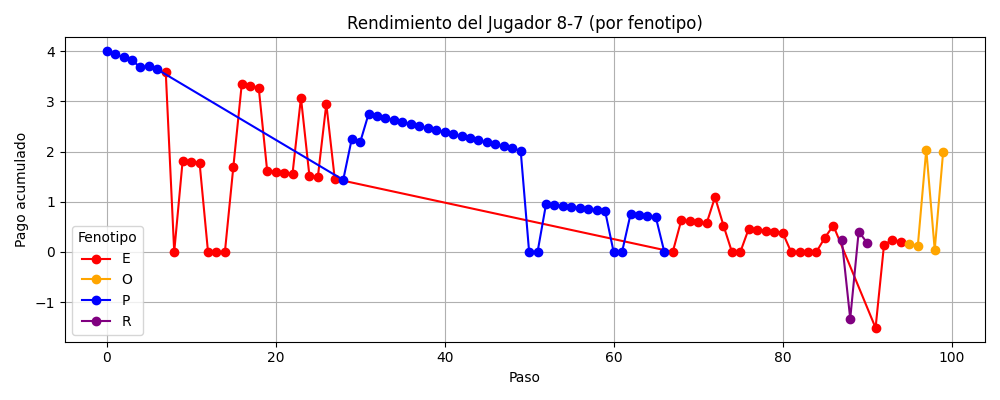 Rendimiento del Jugador 8-7 (por fenotipo)
Pago acumulado
4
3
2
1
0
−1
Fenotipo
E
O
P
R
0 20 40 60 80 100
Paso